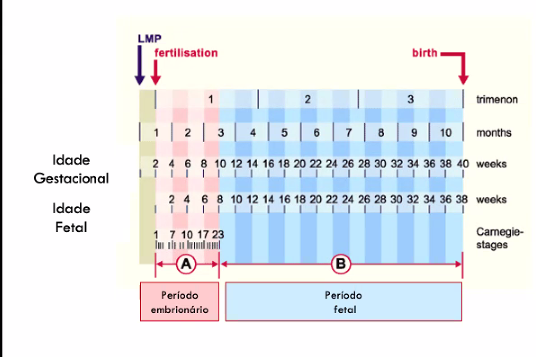 LMP
fertilisation
birth
1 2 3 trimenon
1 2 3 4 5 6 7 8 9 10 months
Idade
Gestacional
2 4 6 8 10 12 14 16 18 20 22 24 26 28 30 32 34 36 38 40 weeks
Idade
Fetal
2 4 6 8 10 12 14 16 18 20 22 24 26 28 30 32 34 36 38 weeks
1 7 10 17 23 Carnegie-
stages
A B
Período
embrionário
Período
fetal